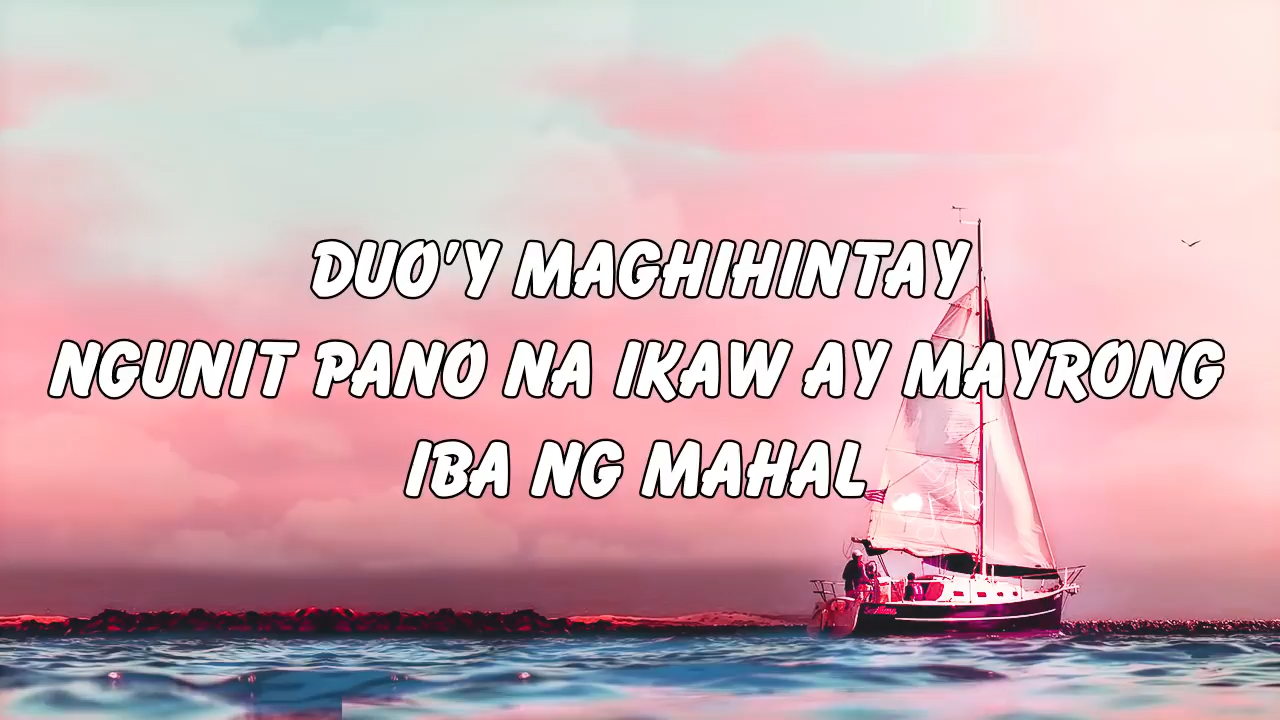 DUO'Y MAGHIHINTAY
NGUNIT PANO NA IKAW AY MAYRONG
IBA NG MAHAL